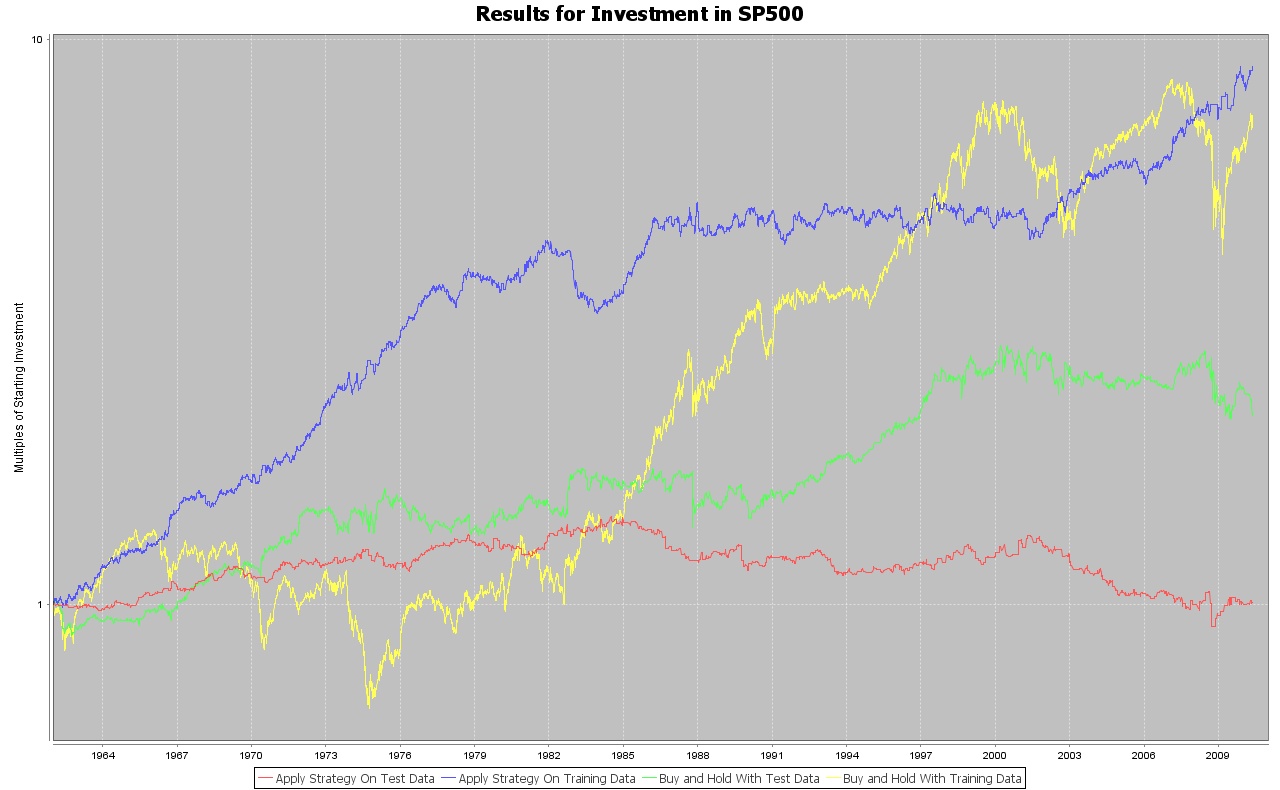 Results for Investment in SP500
10
1
Multiples of Starting Investment
1964 1967 1970 1973 1976 1979 1982 1985 1988 1991 1994 1997 2000 2003 2006 2009
Apply Strategy On Test Data Apply Strategy On Training Data Buy and Hold With Test Data Buy and Hold With Training Data